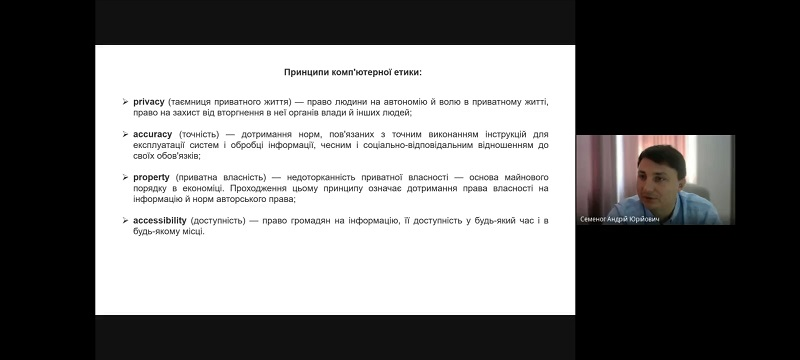 Принципи комп'ютерної етики:
➢ privacy (таємниця приватного життя) — право людини на автономію й волю в приватному житті,
право на захист від вторгнення в неї органів влади й інших людей;
➢ accuracy (точність) — дотримання норм, пов'язаних з точним виконанням інструкцій для
експлуатації систем і обробці інформації, чесним і соціально-відповідальним відношенням до
своїх обов'язків;
➢ property (приватна власність) — недоторканність приватної власності — основа майнового
порядку в економіці. Проходження цьому принципу означає дотримання права власності на
інформацію й норм авторського права;
➢ accessibility (доступність) — право громадян на інформацію, її доступність у будь-який час і в
будь-якому місці.
Семеног Андрій Юрійович